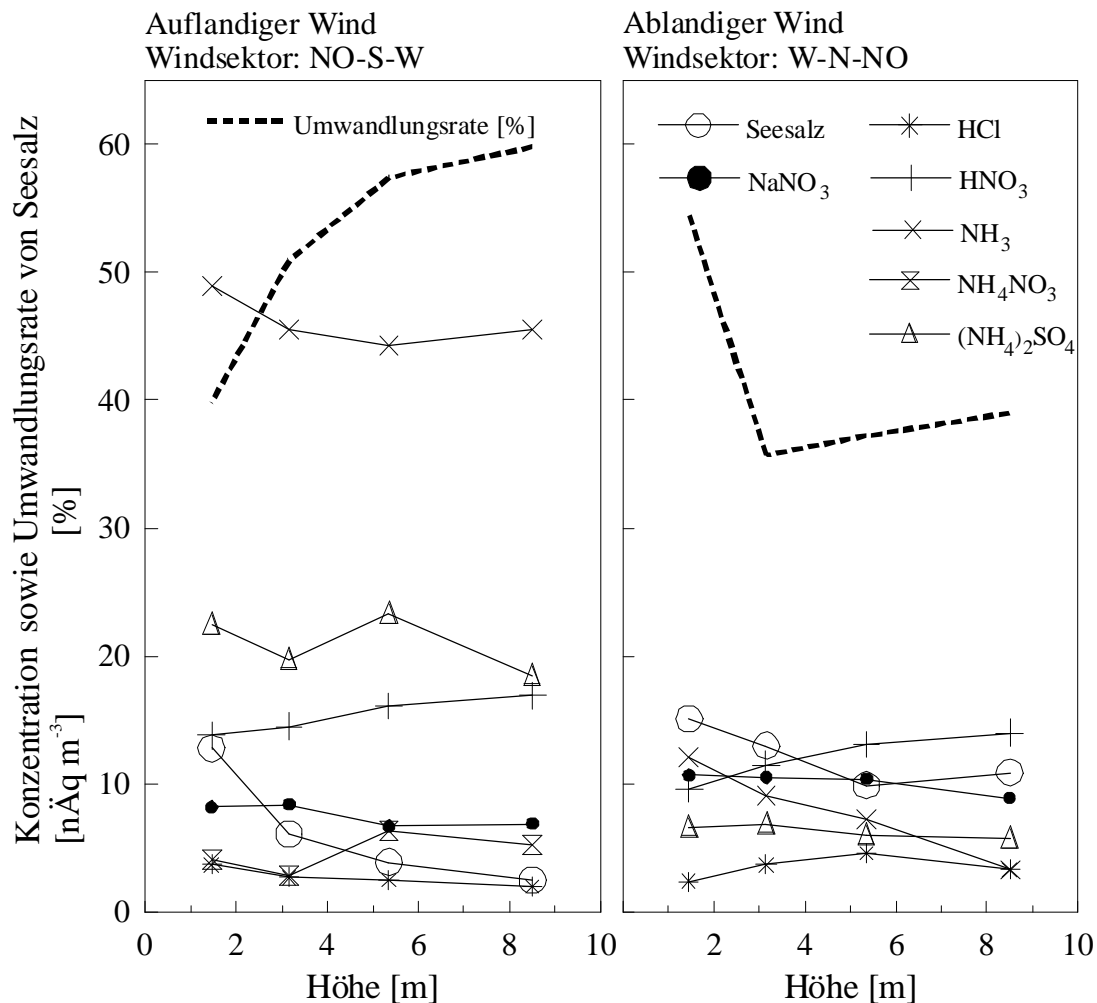 Auflandiger Wind
Windsektor: NO-S-W
Ablandiger Wind
Windsektor: W-N-NO
Konzentration sowie Umwandlungsrate von Seesalz
[nÄq m⁻³]
[%]
Umwandlungsrate [%]
60
50
40
30
20
10
0
0 2 4 6 8 10
Höhe [m]
Seesalz
NaNO₃
HCl
HNO₃
NH₃
NH₄NO₃
(NH₄)₂SO₄
2 4 6 8 10
Höhe [m]